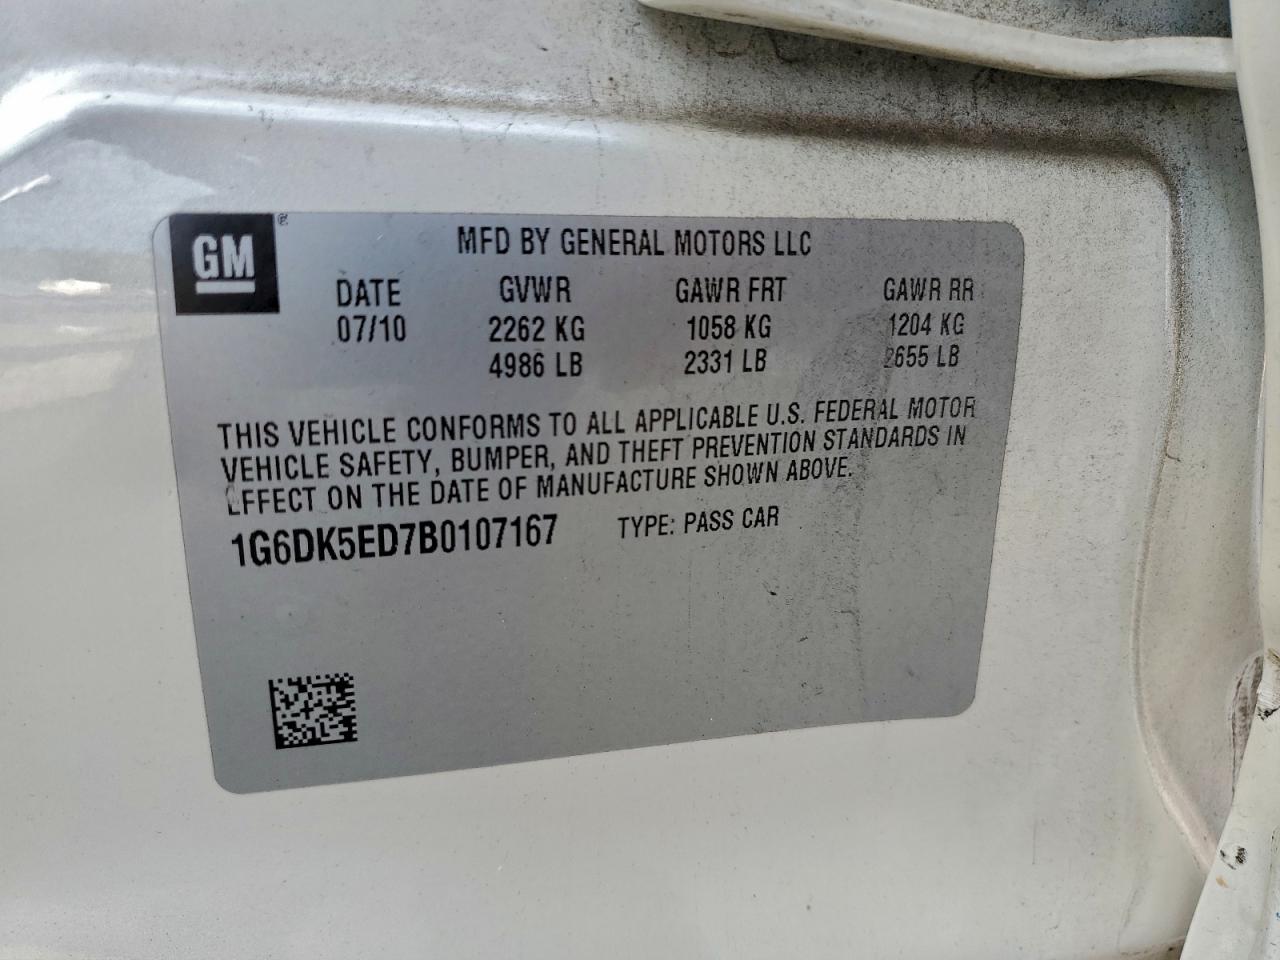 GM
MFD BY GENERAL MOTORS LLC
DATE GVWR GAWR FRT GAWR RR
07/10 2262 KG 1058 KG 1204 KG
4986 LB 2331 LB 2655 LB
THIS VEHICLE CONFORMS TO ALL APPLICABLE U.S. FEDERAL MOTOR
VEHICLE SAFETY, BUMPER, AND THEFT PREVENTION STANDARDS IN
EFFECT ON THE DATE OF MANUFACTURE SHOWN ABOVE.
1G6DK5ED7B0107167 TYPE: PASS CAR